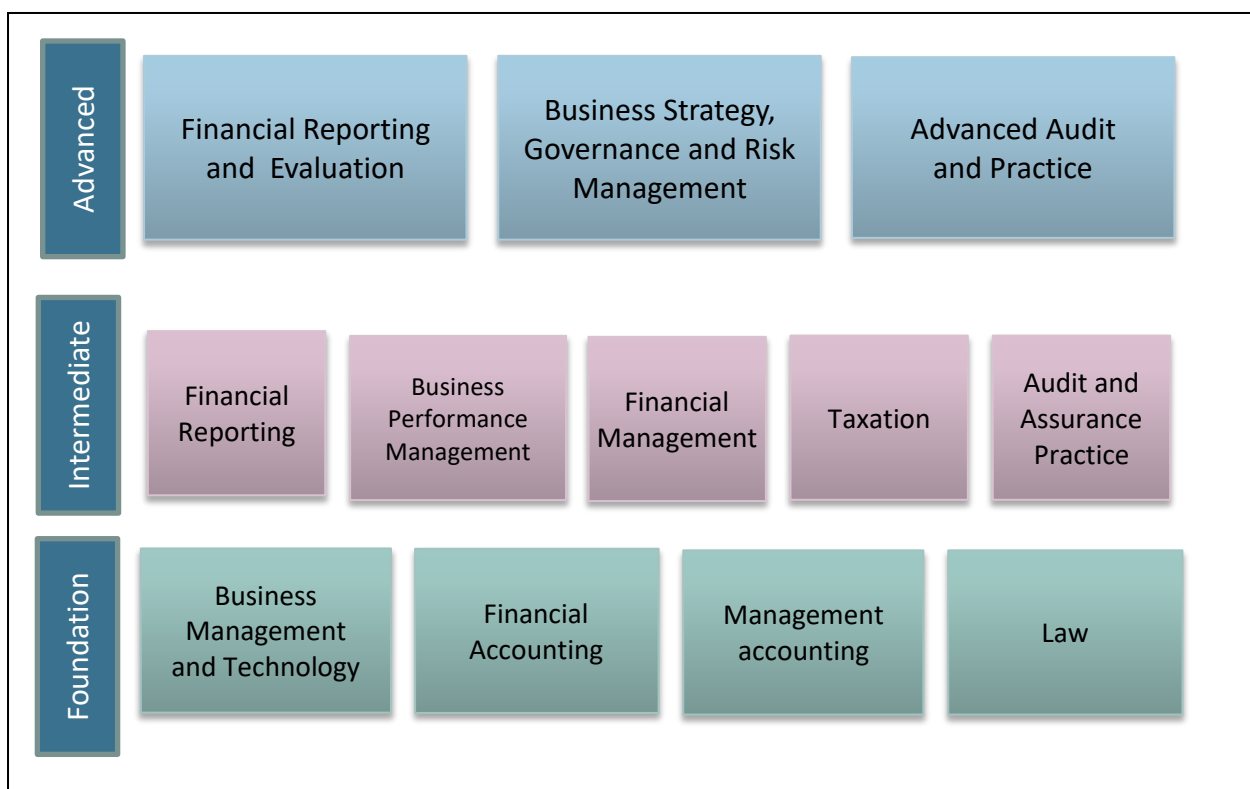 Advanced
Financial Reporting
and Evaluation
Business Strategy,
Governance and Risk
Management
Advanced Audit
and Practice
Intermediate
Financial
Reporting
Business
Performance
Management
Financial
Management
Taxation
Audit and
Assurance
Practice
Foundation
Business
Management
and Technology
Financial
Accounting
Management
accounting
Law